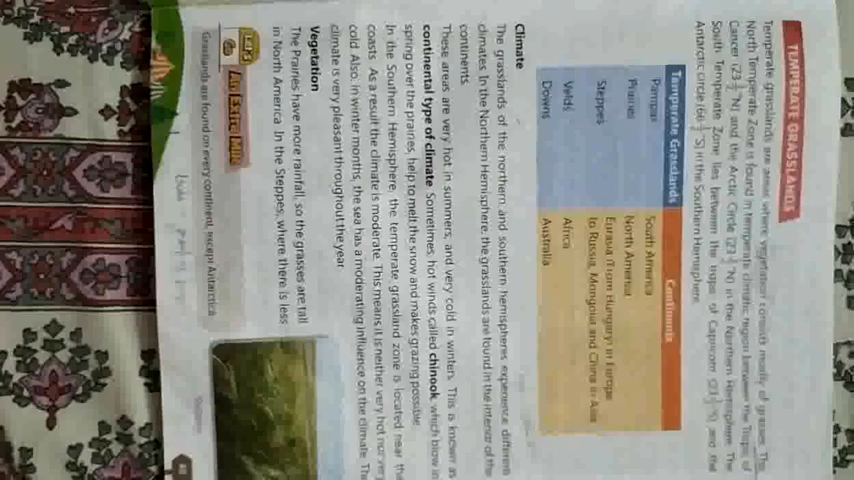 TEMPERATE GRASSLANDS
Temperate grasslands are areas where vegetation consists mostly of grasses. The
North Temperate Zone is found in temperate climatic region between the Tropic of
Cancer (23½°N) and the Arctic Circle (23½°N) in the Northern Hemisphere. The
South Temperate Zone lies between the tropic of Capricorn (23½°S) and the
Antarctic circle (66½°S) in the Southern Hemisphere.
Temperate Grasslands Continents
Pampas South America
Prairies North America
Steppes Eurasia (From Hungary) in Europe
to Russia, Mongolia and China in Asia
Velds Africa
Downs Australia
Climate
The grasslands of the northern and southern hemispheres experience different
climates. In the Northern Hemisphere, the grasslands are found in the interior of the
continents.
These areas are very hot in summers, and very cold in winters. This is known as
continental type of climate. Sometimes, hot winds called chinook, which blow in
spring over the prairies, help to melt the snow and makes grazing possible.
In the Southern Hemisphere, the temperate grassland zone is located near the
coasts. As a result the climate is moderate. This means it is neither very hot nor very
cold. Also, in winter months, the sea has a moderating influence on the climate. The
climate is very pleasant throughout the year.
Vegetation
The Prairies have more rainfall, so the grasses are tall
in North America. In the Steppes, where there is less
Let's Go An Extra Mile
Grasslands are found on every continent, except Antarctica.